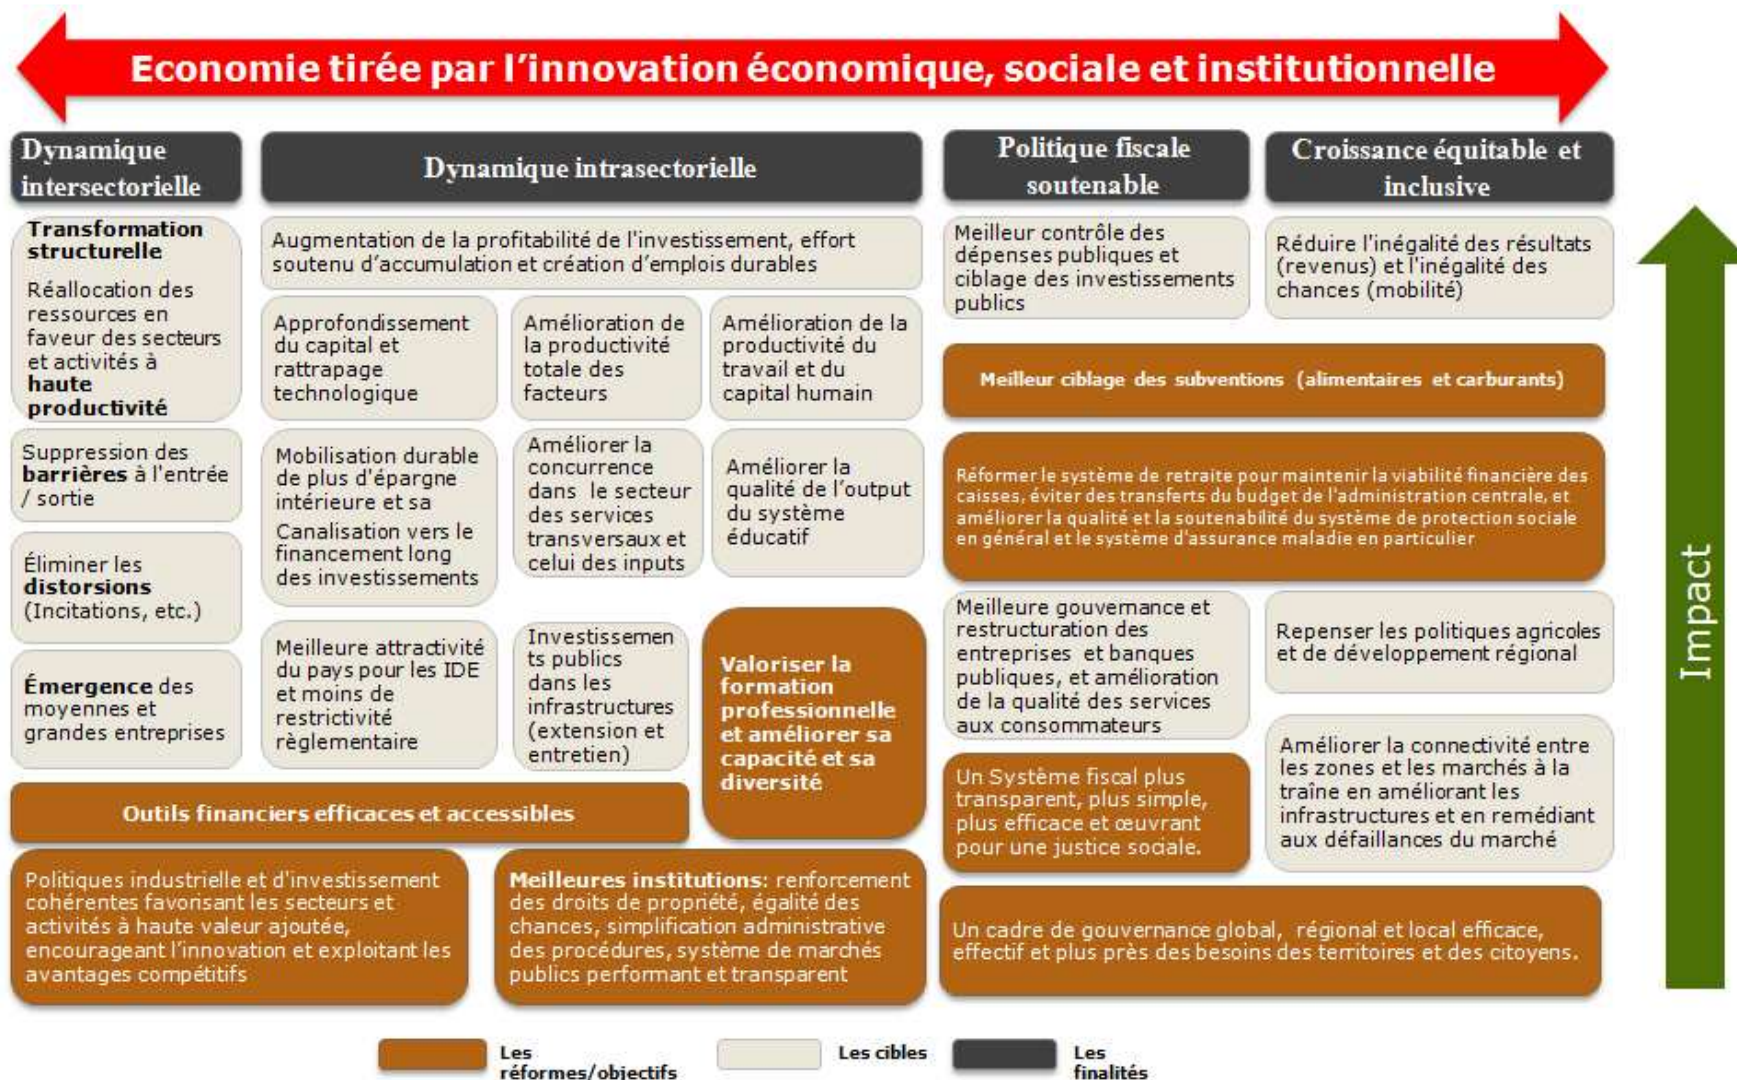 Economie tirée par l'innovation économique, sociale et institutionnelle
Dynamique
intersectorielle
Dynamique intrasectorielle
Politique fiscale
soutenable
Croissance équitable et
inclusive
Transformation
structurelle
Réallocation des
ressources en
faveur des secteurs
et activités à
haute
productivité
Suppression des
barrières à l'entrée
/ sortie
Éliminer les
distorsions
(Incitations, etc.)
Émergence des
moyennes et
grandes entreprises
Augmentation de la profitabilité de l'investissement, effort
soutenu d'accumulation et création d'emplois durables
Approfondissement
du capital et
rattrapage
technologique
Amélioration de
la productivité
totale des
facteurs
Amélioration de la
productivité du
travail et du
capital humain
Mobilisation durable
de plus d'épargne
intérieure et sa
Canalisation vers le
financement long
des investissements
Améliorer la
concurrence
dans le secteur
des services
transversaux et
celui des inputs
Améliorer la
qualité de l'output
du système
éducatif
Meilleure attractivité
du pays pour les IDE
et moins de
restrictivité
règlementaire
Investissemen
ts publics
dans les
infrastructures
(extension et
entretien)
Valoriser la
formation
professionnelle
et améliorer sa
capacité et sa
diversité
Outils financiers efficaces et accessibles
Politiques industrielle et d'investissement
cohérentes favorisant les secteurs et
activités à haute valeur ajoutée,
encourageant l'innovation et exploitant les
avantages compétitifs
Meilleures institutions: renforcement
des droits de propriété, égalité des
chances, simplification administrative
des procédures, système de marchés
publics performant et transparent
Meilleur contrôle des
dépenses publiques et
ciblage des investissements
publics
Réduire l'inégalité des résultats
(revenus) et l'inégalité des
chances (mobilité)
Meilleur ciblage des subventions (alimentaires et carburants)
Réformer le système de retraite pour maintenir la viabilité financière des
caisses, éviter des transferts du budget de l'administration centrale, et
améliorer la qualité et la soutenabilité du système de protection sociale
en général et le système d'assurance maladie en particulier
Meilleure gouvernance et
restructuration des
entreprises et banques
publiques, et amélioration
de la qualité des services
aux consommateurs
Repenser les politiques agricoles
et de développement régional
Un Système fiscal plus
transparent, plus simple,
plus efficace et œuvrant
pour une justice sociale.
Améliorer la connectivité entre
les zones et les marchés à la
traîne en améliorant les
infrastructures et en remédiant
aux défaillances du marché
Un cadre de gouvernance global, régional et local efficace,
effectif et plus près des besoins des territoires et des citoyens.
Impact
Les
réformes/objectifs
Les cibles
Les
finalités